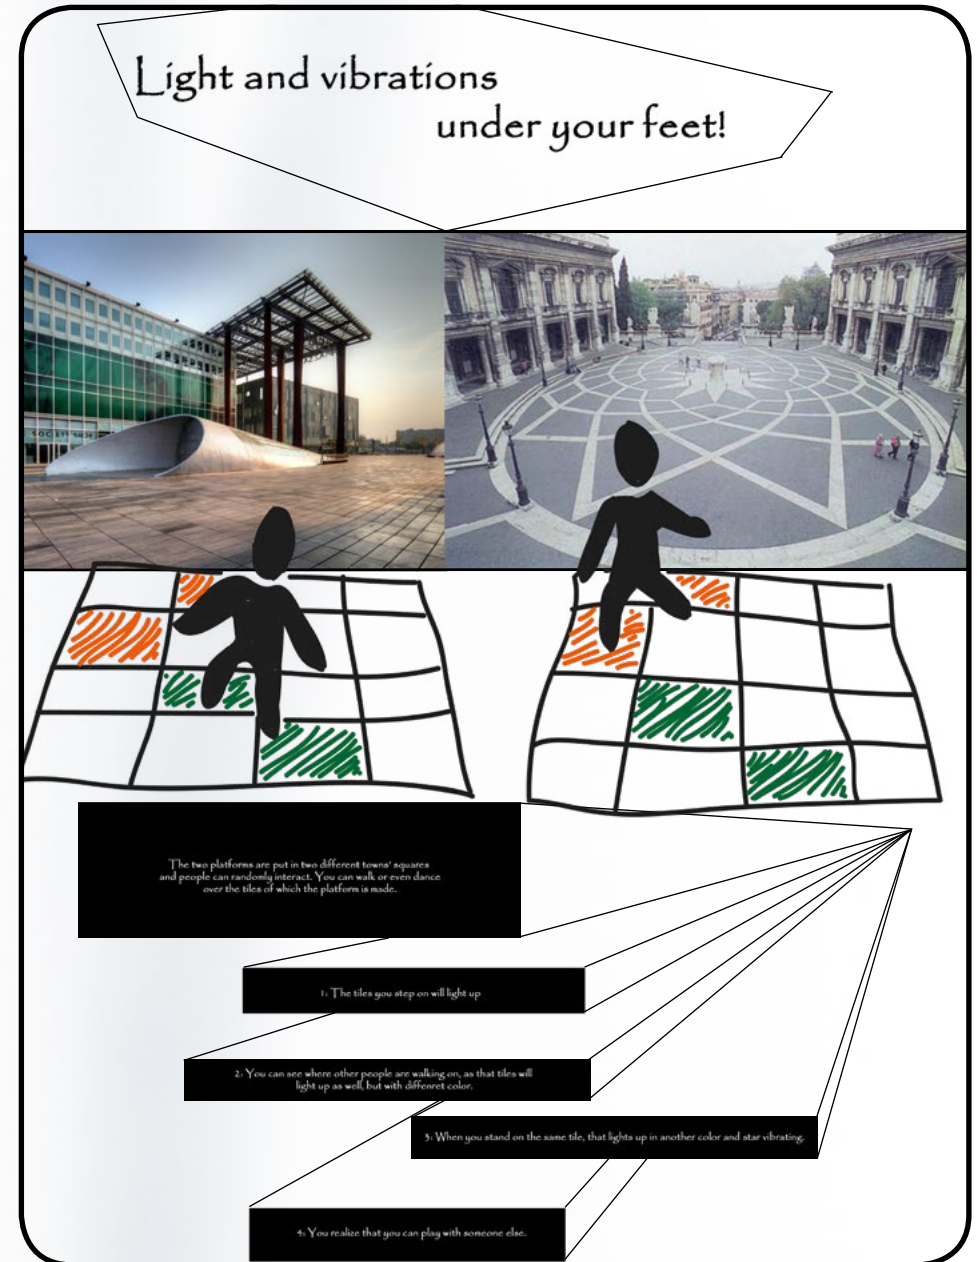 Light and vibrations
under your feet!
The two platforms are put in two different towns' squares
and people can randomly interact. You can walk or even dance
over the tiles of which the platform is made.
1: The tiles you step on will light up
2: You can see where other people are walking on, as that tiles will
light up as well, but with diffenret color.
3: When you stand on the same tile, that lights up in another color and star vibrating.
4: You realize that you can play with someone else.